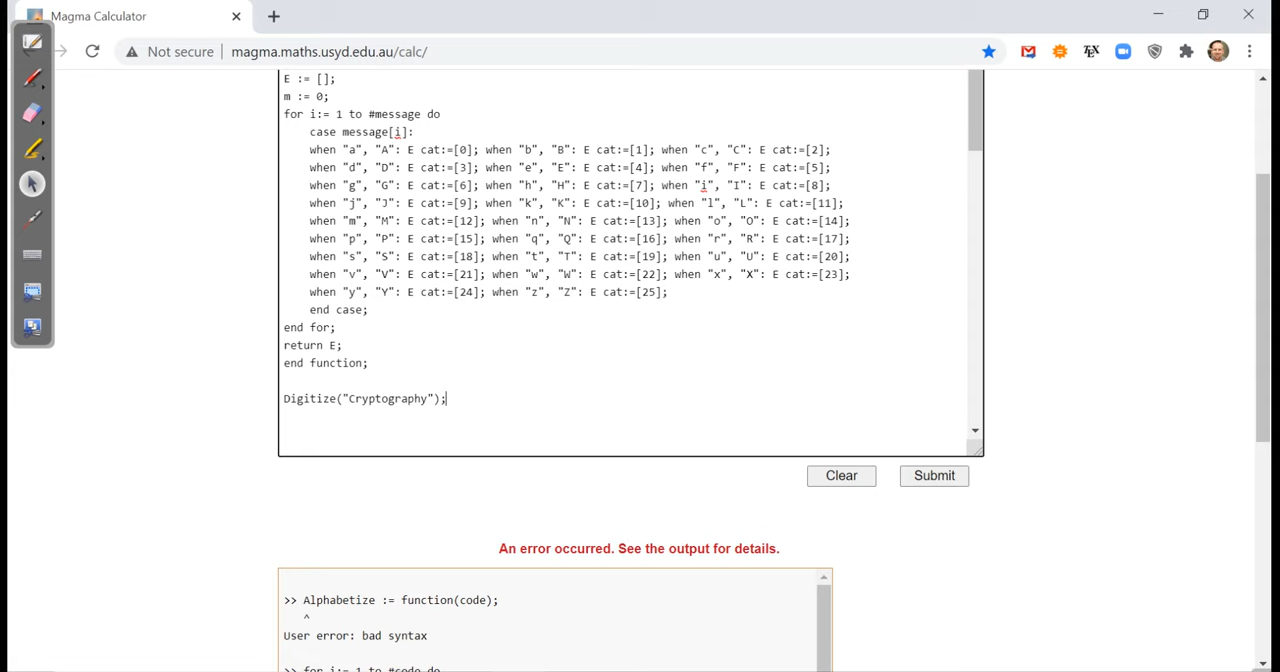 Magma Calculator
Not secure magma.maths.usyd.edu.au/calc/
E := [];
m := 0;
for i:= 1 to #message do
case message[i]:
when "a", "A": E cat:=[0]; when "b", "B": E cat:=[1]; when "c", "C": E cat:=[2];
when "d", "D": E cat:=[3]; when "e", "E": E cat:=[4]; when "f", "F": E cat:=[5];
when "g", "G": E cat:=[6]; when "h", "H": E cat:=[7]; when "i", "I": E cat:=[8];
when "j", "J": E cat:=[9]; when "k", "K": E cat:=[10]; when "l", "L": E cat:=[11];
when "m", "M": E cat:=[12]; when "n", "N": E cat:=[13]; when "o", "O": E cat:=[14];
when "p", "P": E cat:=[15]; when "q", "Q": E cat:=[16]; when "r", "R": E cat:=[17];
when "s", "S": E cat:=[18]; when "t", "T": E cat:=[19]; when "u", "U": E cat:=[20];
when "v", "V": E cat:=[21]; when "w", "W": E cat:=[22]; when "x", "X": E cat:=[23];
when "y", "Y": E cat:=[24]; when "z", "Z": E cat:=[25];
end case;
end for;
return E;
end function;
Digitize("Cryptography");
Clear Submit
An error occurred. See the output for details.
>> Alphabetize := function(code);
^
User error: bad syntax
>> for i:= 1 to #code do